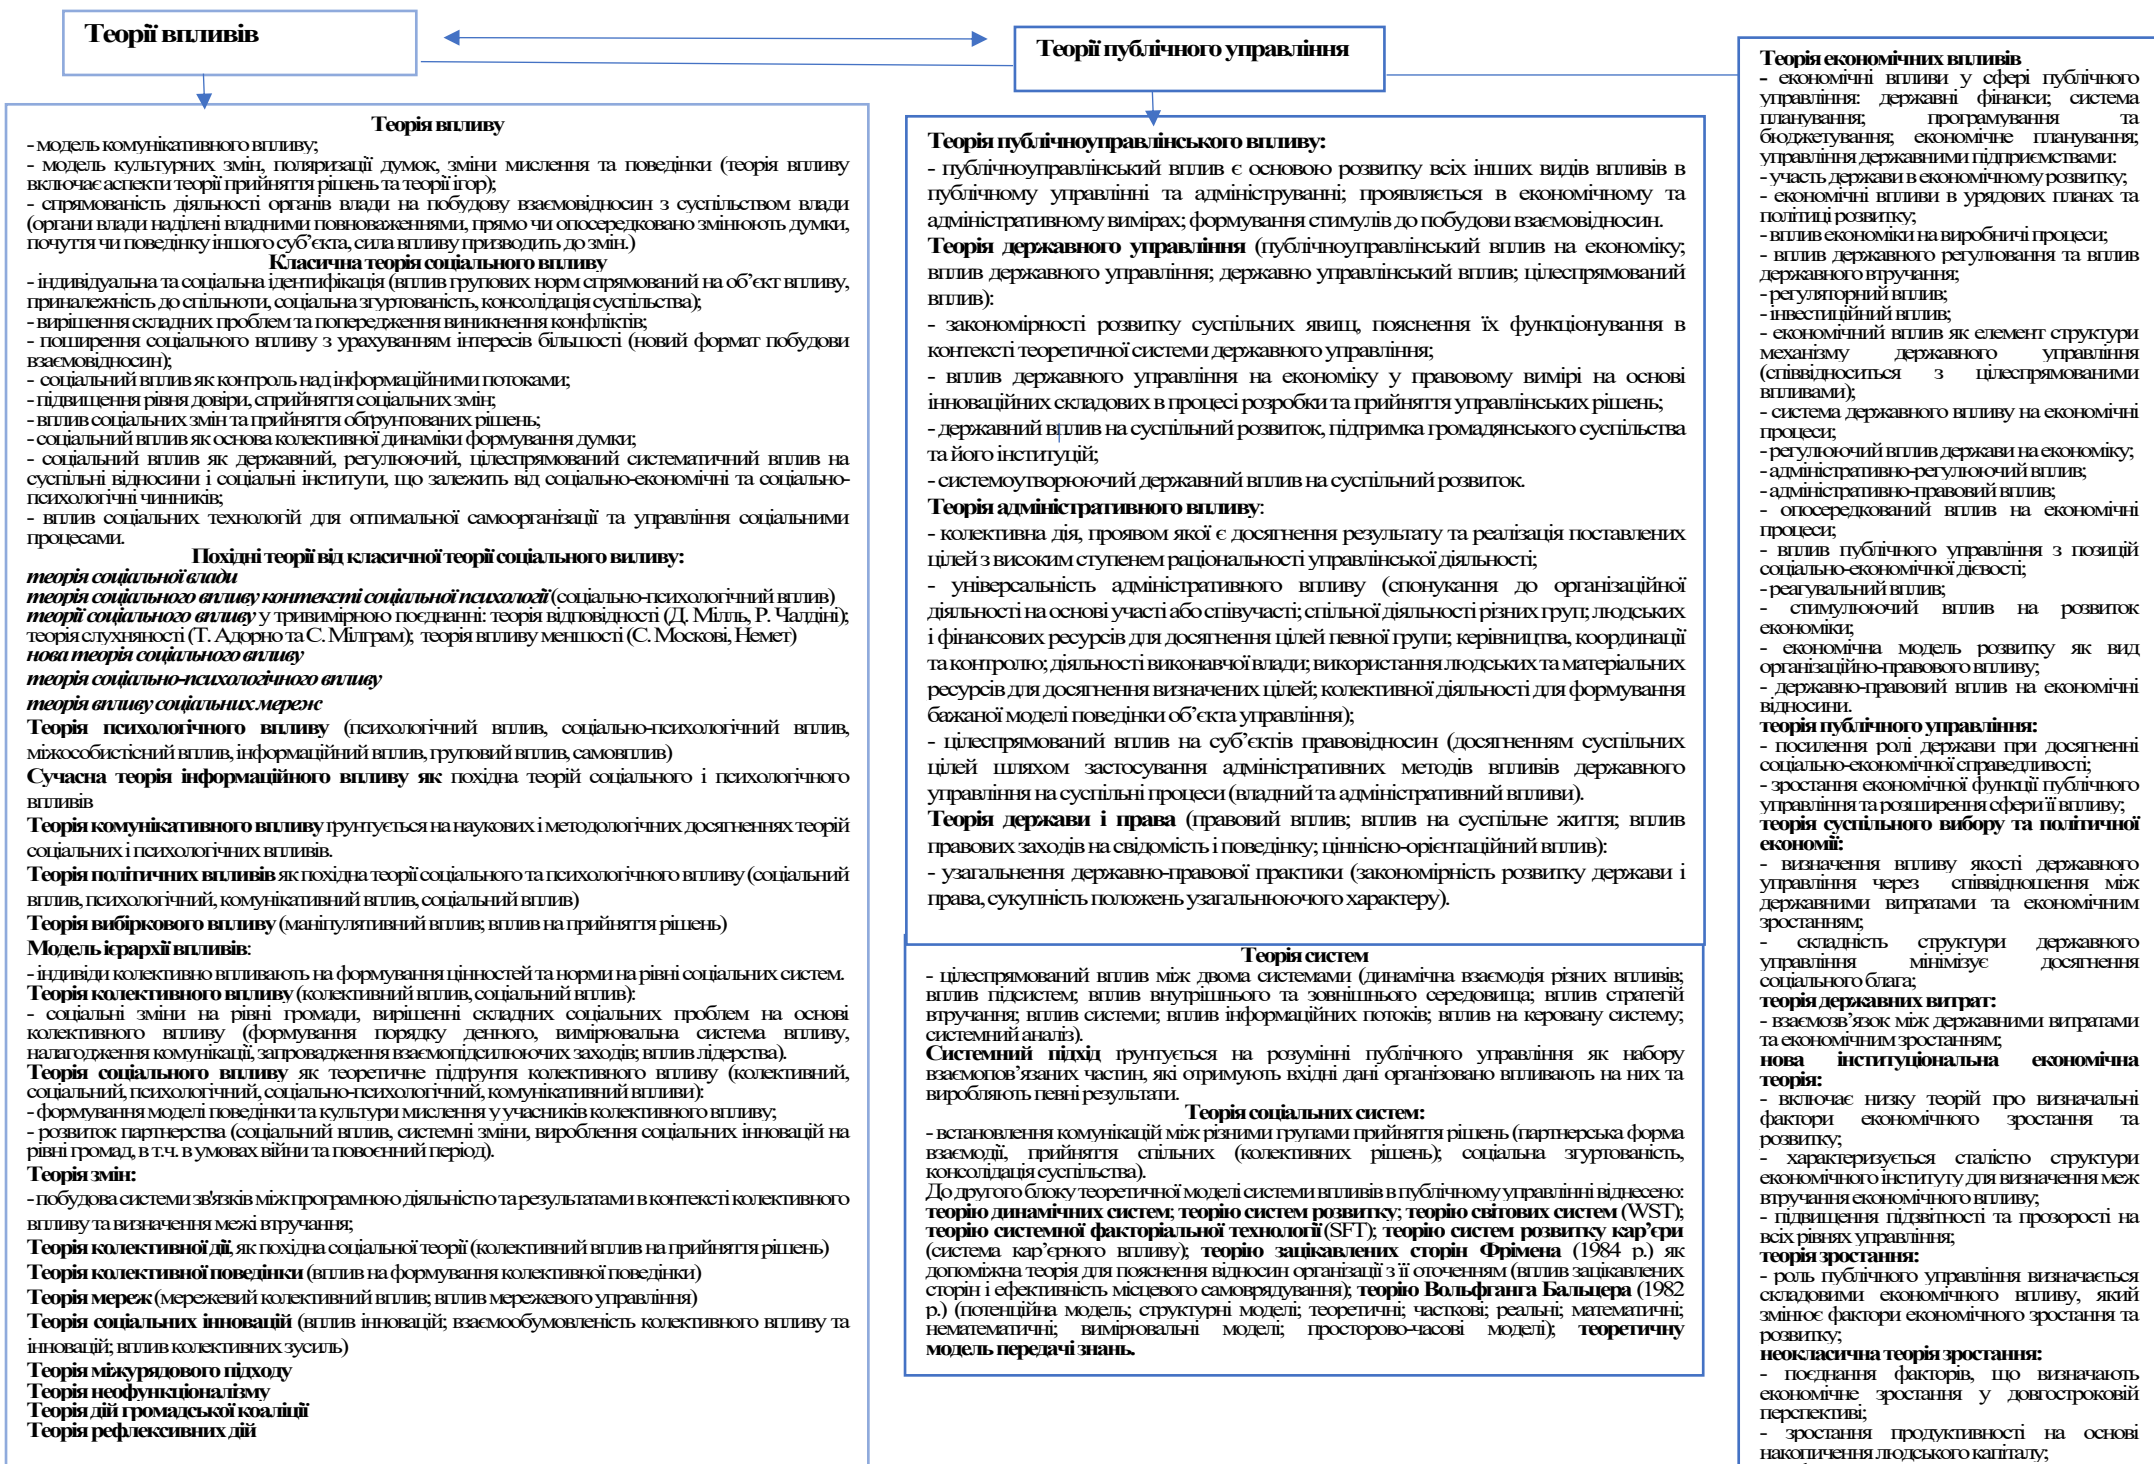 Теорії впливів
Теорія впливу
- модель комунікативного впливу;
- модель культурних змін, поляризації думок, зміни мислення та поведінки (теорія впливу
включає аспекти теорії прийняття рішень та теорії ігор);
- спрямованість діяльності органів влади на побудову взаємовідносин з суспільством влади
(органи влади наділені владними повноваженнями, прямо чи опосередковано змінюють думки,
почуття чи поведінку іншого суб’єкта, сила впливу призводить до змін.)
Класична теорія соціального впливу
- індивідуальна та соціальна ідентифікація (вплив групових норм спрямований на об’єкт впливу,
приналежність до спільноти, соціальна згуртованість, консолідація суспільства);
- вирішення складних проблем та попередження виникнення конфліктів;
- поширення соціального впливу з урахуванням інтересів більшості (новий формат побудови
взаємовідносин);
- соціальний вплив як контроль над інформаційними потоками;
- підвищення рівня довіри, сприйняття соціальних змін;
- вплив соціальних змін та прийняття обґрунтованих рішень;
- соціальний вплив як основа колективної динаміки формування думки;
- соціальний вплив як державний, регулюючий, цілеспрямований систематичний вплив на
суспільні відносини і соціальні інститути, що залежить від соціально-економічні та соціально-
психологічні чинників;
- вплив соціальних технологій для оптимальної самоорганізації та управління соціальними
процесами.
Похідні теорії від класичної теорії соціального виливу:
теорія соціальної влади
теорія соціального впливу контексті соціальної психології (соціально-психологічний вплив)
теорії соціального впливу у тривимірною поєднанні: теорія відповідності (Д. Мілль, Р. Чалдіні);
теорія слухняності (Т. Адорно та С. Мілграм); теорія впливу меншості (С. Москові, Немет)
нова теорія соціального впливу
теорія соціально-психологічного впливу
теорія впливу соціальних мереж
Теорія психологічного впливу (психологічний вплив, соціально-психологічний вплив,
міжособистісний вплив, інформаційний вплив, груповий вплив, самовплив)
Сучасна теорія інформаційного впливу як похідна теорій соціального і психологічного
впливів
Теорія комунікативного впливу ґрунтується на наукових і методологічних досягненнях теорій
соціальних і психологічних впливів.
Теорія політичних впливів як похідна теорії соціального та психологічного впливу (соціальний
вплив, психологічний, комунікативний вплив, соціальний вплив)
Теорія вибіркового впливу (маніпулятивний вплив; вплив на прийняття рішень)
Модель ієрархії впливів:
- індивіди колективно впливають на формування цінностей та норми на рівні соціальних систем.
Теорія колективного впливу (колективний вплив, соціальний вплив):
- соціальні зміни на рівні громади, вирішенні складних соціальних проблем на основі
колективного впливу (формування порядку денного, вимірювальна система впливу,
налагодження комунікації, запровадження взаємопідсилюючих заходів; вплив лідерства).
Теорія соціального впливу як теоретичне підґрунтя колективного впливу (колективний,
соціальний, психологічний, соціально-психологічний, комунікативний впливи):
- формування моделі поведінки та культури мислення у учасників колективного впливу;
- розвиток партнерства (соціальний вплив, системні зміни, вироблення соціальних інновацій на
рівні громад, в т.ч. в умовах війни та повоєнний період).
Теорія змін:
- побудова системи зв'язків між програмною діяльністю та результатами в контексті колективного
впливу та визначення межі втручання;
Теорія колективної дії, як похідна соціальної теорії (колективний вплив на прийняття рішень)
Теорія колективної поведінки (вплив на формування колективної поведінки)
Теорія мереж (мережевий колективний вплив; вплив мережевого управління)
Теорія соціальних інновацій (вплив інновацій; взаємообумовленість колективного впливу та
інновацій; вплив колективних зусиль)
Теорія міжурядового підходу
Теорія неофункціоналізму
Теорія дій громадської коаліції
Теорія рефлексивних дій
Теорії публічного управління
Теорія публічноуправлінського впливу:
- публічноуправлінський вплив є основою розвитку всіх інших видів впливів в
публічному управлінні та адмініструванні; проявляється в економічному та
адміністративному вимірах; формування стимулів до побудови взаємовідносин.
Теорія державного управління (публічноуправлінський вплив на економіку;
вплив державного управління; державно управлінський вплив; цілеспрямований
вплив):
- закономірності розвитку суспільних явищ, пояснення їх функціонування в
контексті теоретичної системи державного управління;
- вплив державного управління на економіку у правовому вимірі на основі
інноваційних складових в процесі розробки та прийняття управлінських рішень;
- державний вплив на суспільний розвиток, підтримка громадянського суспільства
та його інституцій;
- системоутворюючий державний вплив на суспільний розвиток.
Теорія адміністративного впливу:
- колективна дія, проявом якої є досягнення результату та реалізація поставлених
цілей з високим ступенем раціональності управлінської діяльності;
- універсальність адміністративного впливу (спонукання до організаційної
діяльності на основі участі або співучасті; спільної діяльності різних груп; людських
і фінансових ресурсів для досягнення цілей певної групи; керівництва, координації
та контролю; діяльності виконавчої влади; використання людських та матеріальних
ресурсів для досягнення визначених цілей; колективної діяльності для формування
бажаної моделі поведінки об’єкта управління);
- цілеспрямований вплив на суб’єктів правовідносин (досягненням суспільних
цілей шляхом застосування адміністративних методів впливів державного
управління на суспільні процеси (владний та адміністративний впливи).
Теорія держави і права (правовий вплив; вплив на суспільне життя; вплив
правових заходів на свідомість і поведінку; ціннісно-орієнтаційний вплив):
- узагальнення державно-правової практики (закономірність розвитку держави і
права, сукупність положень узагальнюючого характеру).
Теорія систем
- цілеспрямований вплив між двома системами (динамічна взаємодія різних впливів;
вплив підсистем; вплив внутрішнього та зовнішнього середовища; вплив стратегій
втручання; вплив системи; вплив інформаційних потоків; вплив на керовану систему;
системний аналіз).
Системний підхід ґрунтується на розумінні публічного управління як набору
взаємопов’язаних частин, які отримують вхідні дані організовано впливають на них та
виробляють певні результати.
Теорія соціальних систем:
- встановлення комунікацій між різними групами прийняття рішень (партнерська форма
взаємодії, прийняття спільних (колективних рішень); соціальна згуртованість,
консолідація суспільства).
До другого блоку теоретичної моделі системи впливів в публічному управлінні віднесено:
теорію динамічних систем; теорію систем розвитку; теорію світових систем (WST);
теорію системної факторіальної технології (SFT); теорію систем розвитку кар’єри
(система кар’єрного впливу); теорію зацікавлених сторін Фрімена (1984 р.) як
допоміжна теорія для пояснення відносин організації з її оточенням (вплив зацікавлених
сторін і ефективність місцевого самоврядування); теорію Вольфганга Бальцера (1982
р.) (потенційна модель; структурні моделі; теоретичні; часткові; реальні; математичні;
нематематичні; вимірювальні моделі; просторово-часові моделі); теоретичну
модель передачі знань.
Теорія економічних впливів
- економічні впливи у сфері публічного
управління: державні фінанси; система
планування; програмування та
бюджетування; економічне планування;
управління державними підприємствами:
- участь держави в економічному розвитку;
- економічні впливи в урядових планах та
політиці розвитку;
- вплив економіки на виробничі процеси;
- вплив державного регулювання та вплив
державного втручання;
- регуляторний вплив;
- інвестиційний вплив;
- економічний вплив як елемент структури
механізму державного управління
(співвідноситься з цілеспрямованими
впливами);
- система державного впливу на економічні
процеси;
- регулюючий вплив держави на економіку;
- адміністративно-регулюючий вплив;
- адміністративно-правовий вплив;
- опосередкований вплив на економічні
процеси;
- вплив публічного управління з позицій
соціально-економічної дієвості;
- реагувальний вплив;
- стимулюючий вплив на розвиток
економіки;
- економічна модель розвитку як вид
організаційно-правового впливу;
- державно-правовий вплив на економічні
відносини.
теорія публічного управління:
- посилення ролі держави при досягненні
соціально-економічної справедливості;
- зростання економічної функції публічного
управління та розширення сфери її впливу;
теорія суспільного вибору та політичної
економії:
- визначення впливу якості державного
управління через співвідношення між
державними витратами та економічним
зростанням;
- складність структури державного
управління мінімізує досягнення
соціального блага;
теорія державних витрат:
- взаємозв’язок між державними витратами
та економічним зростанням;
нова інституціональна економічна
теорія:
- включає низку теорій про визначальні
фактори економічного зростання та
розвитку;
- характеризується сталістю структури
економічного інституту для визначення меж
втручання економічного впливу;
- підвищення підзвітності та прозорості на
всіх рівнях управління;
теорія зростання:
- роль публічного управління визначається
складовими економічного впливу, який
змінює фактори економічного зростання та
розвитку;
неокласична теорія зростання:
- поєднання факторів, що визначають
економічне зростання у довгостроковій
перспективі;
- зростання продуктивності на основі
накопичення людського капіталу;